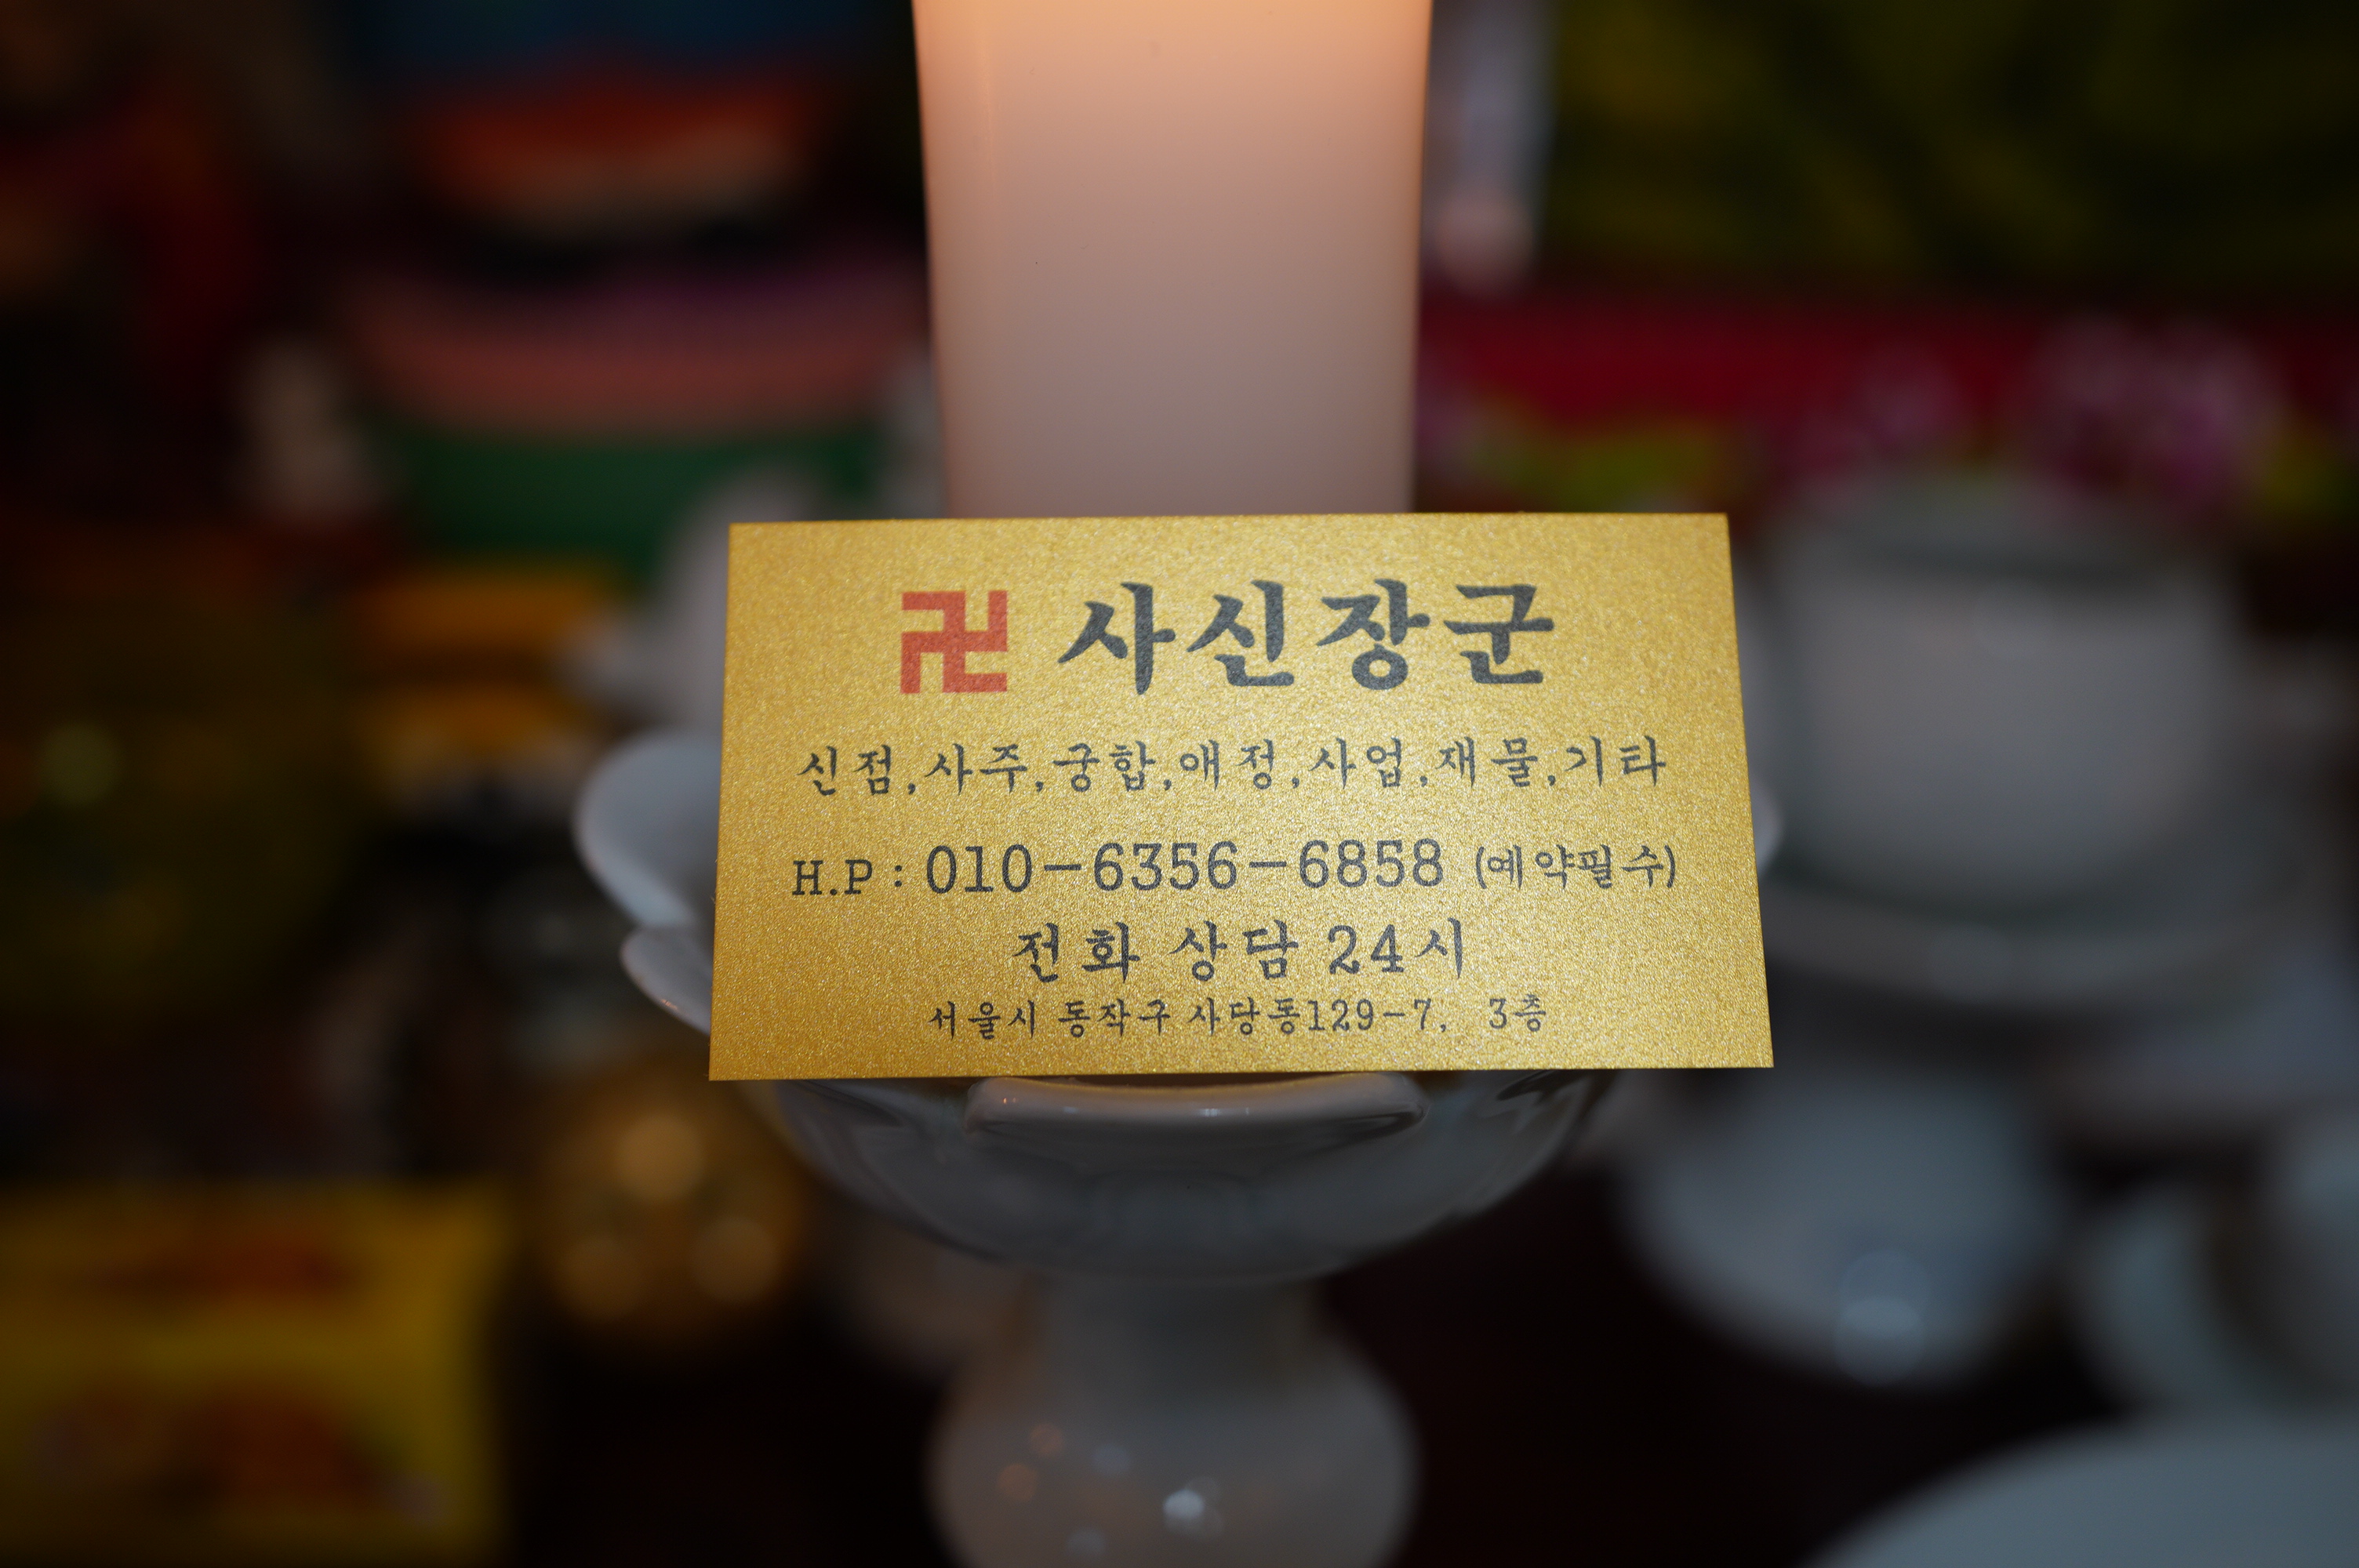 卍 사신장군
신점,사주,궁합,애정,사업,재물,기타
H.P : 010-6356-6858 (예약필수)
전화 상담 24시
서울시 동작구 사당동129-7, 3층